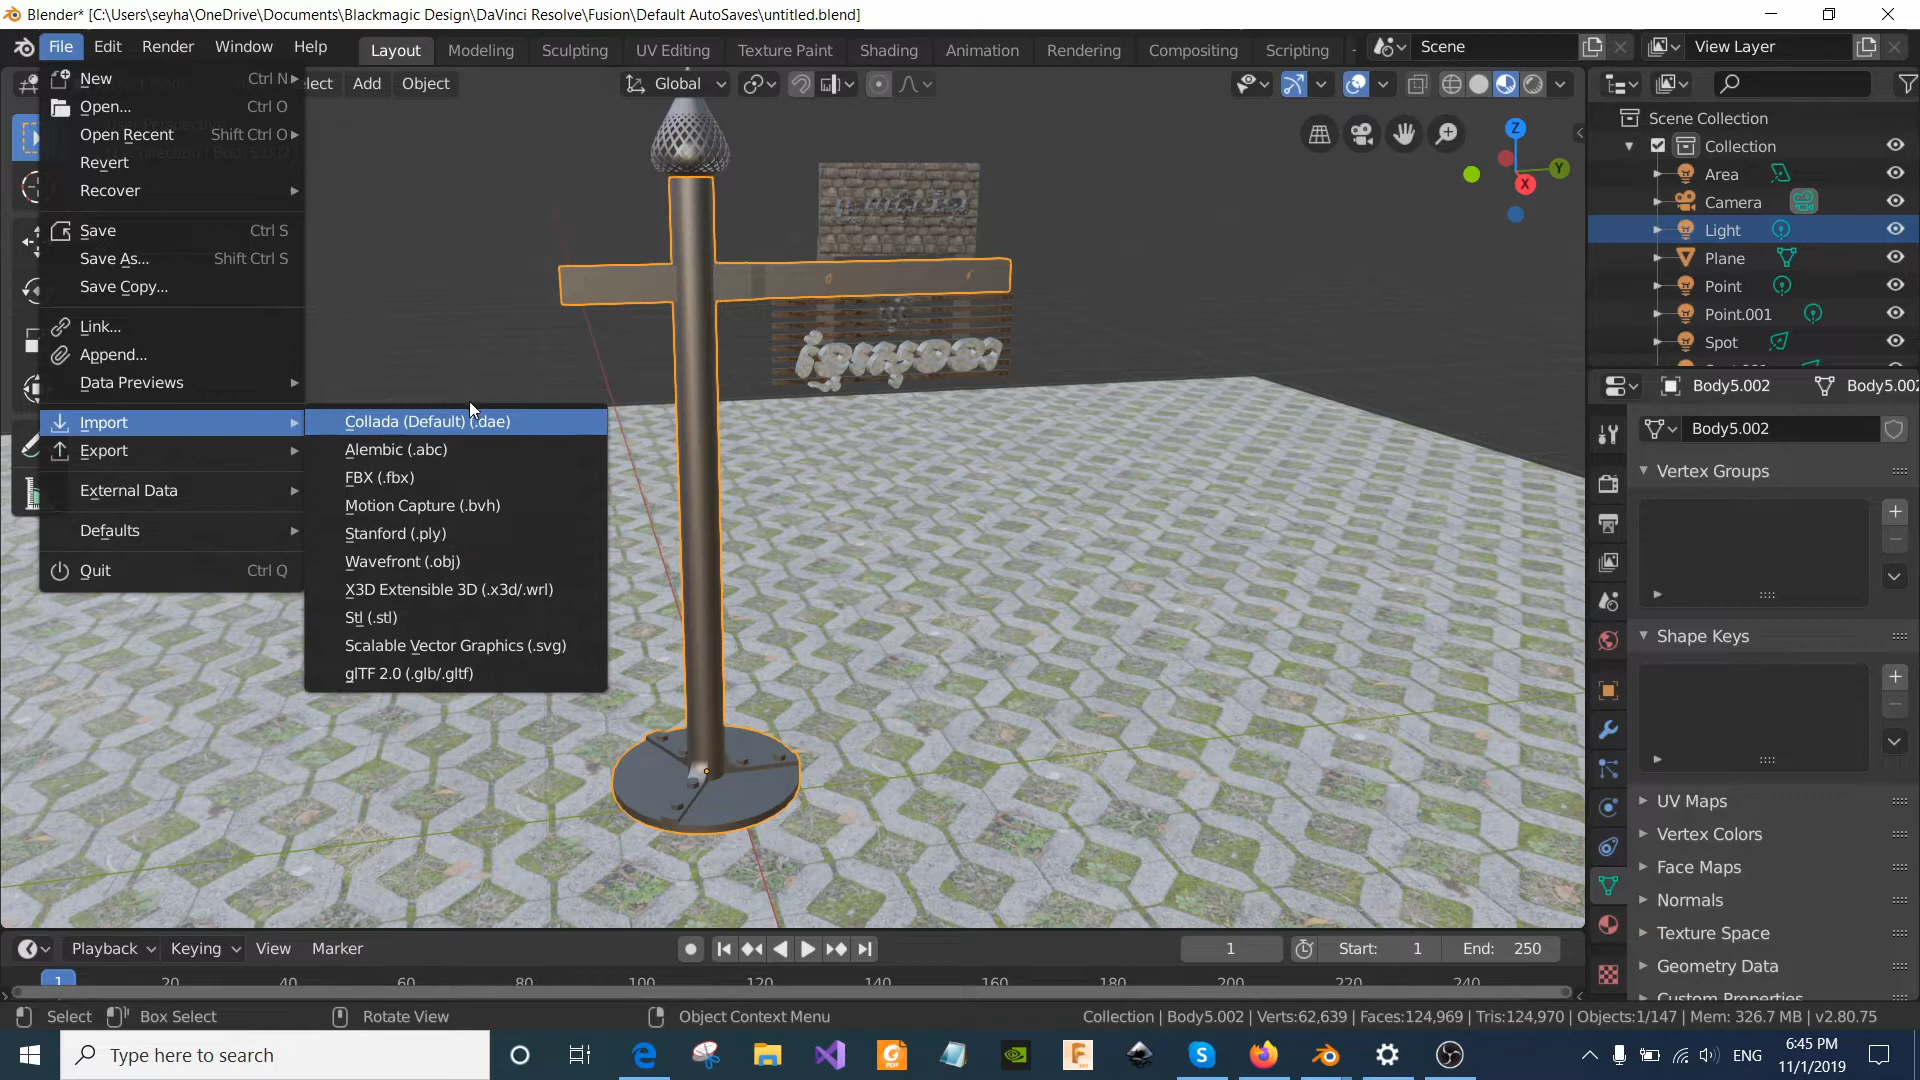 Blender* [C:\Users\seyha\OneDrive\Documents\Blackmagic Design\DaVinci Resolve\Fusion\Default AutoSaves\untitled.blend]
File Edit Render Window Help Layout Modeling Sculpting UV Editing Texture Paint Shading Animation Rendering Compositing Scripting Scene View Layer
New Ctrl N
Add Object Global
Open... Ctrl O
Open Recent Shift Ctrl O
Revert
Recover
Save Ctrl S
Save As... Shift Ctrl S
Save Copy...
Link...
Append...
Data Previews
Import
Export
External Data
Defaults
Quit Ctrl Q
Collada (Default) (.dae)
Alembic (.abc)
FBX (.fbx)
Motion Capture (.bvh)
Stanford (.ply)
Wavefront (.obj)
X3D Extensible 3D (.x3d/.wrl)
Stl (.stl)
Scalable Vector Graphics (.svg)
glTF 2.0 (.glb/.gltf)
Z
Y
X
Scene Collection
Collection
Area
Camera
Light
Plane
Point
Point.001
Spot
Body5.002 Body5.002
Body5.002
Vertex Groups
Shape Keys
UV Maps
Vertex Colors
Face Maps
Normals
Texture Space
Geometry Data
Custom Properties
Playback Keying View Marker 1 Start: 1 End: 250
1 20 40 60 80 100 120 140 160 180 200 220 240
Select Box Select Rotate View Object Context Menu Collection | Body5.002 | Verts:62,639 | Faces:124,969 | Tris:124,970 | Objects:1/147 | Mem: 326.7 MB | v2.80.75
Type here to search
ENG
6:45 PM
11/1/2019